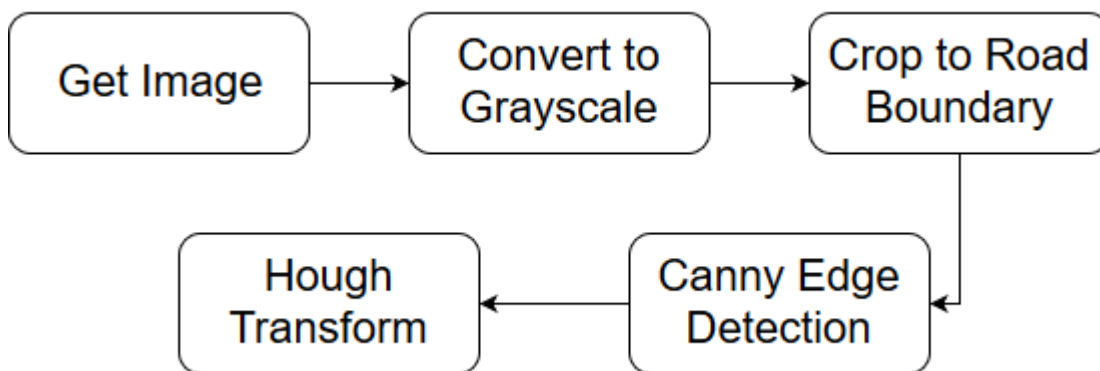 Get Image
Convert to
Grayscale
Crop to Road
Boundary
Canny Edge
Detection
Hough
Transform